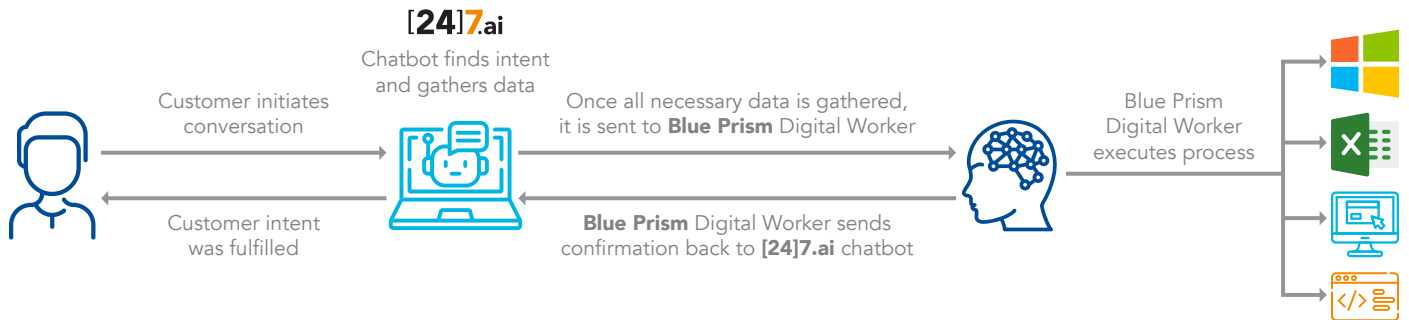 [24]7.ai
Chatbot finds intent
and gathers data
Customer initiates
conversation
Once all necessary data is gathered,
it is sent to Blue Prism Digital Worker
Blue Prism
Digital Worker
executes process
Customer intent
was fulfilled
Blue Prism Digital Worker sends
confirmation back to [24]7.ai chatbot
X
</>